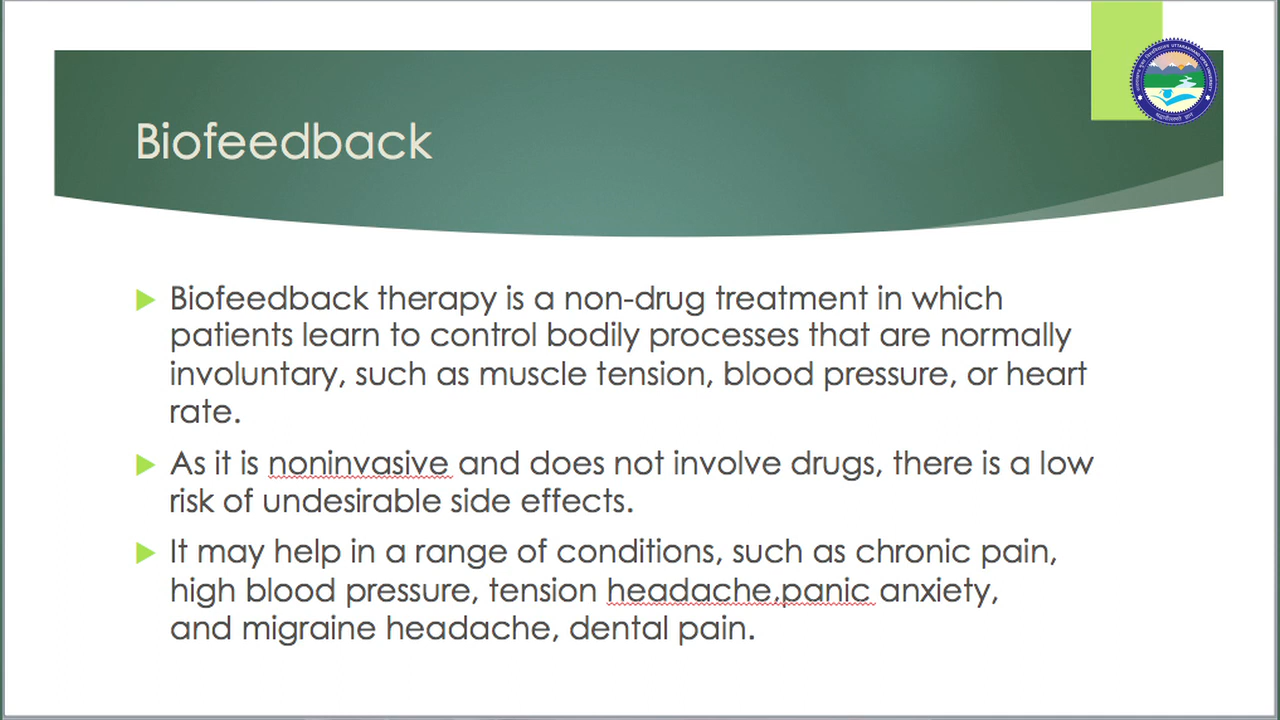 Biofeedback
Biofeedback therapy is a non-drug treatment in which
patients learn to control bodily processes that are normally
involuntary, such as muscle tension, blood pressure, or heart
rate.
As it is noninvasive and does not involve drugs, there is a low
risk of undesirable side effects.
It may help in a range of conditions, such as chronic pain,
high blood pressure, tension headache,panic anxiety,
and migraine headache, dental pain.